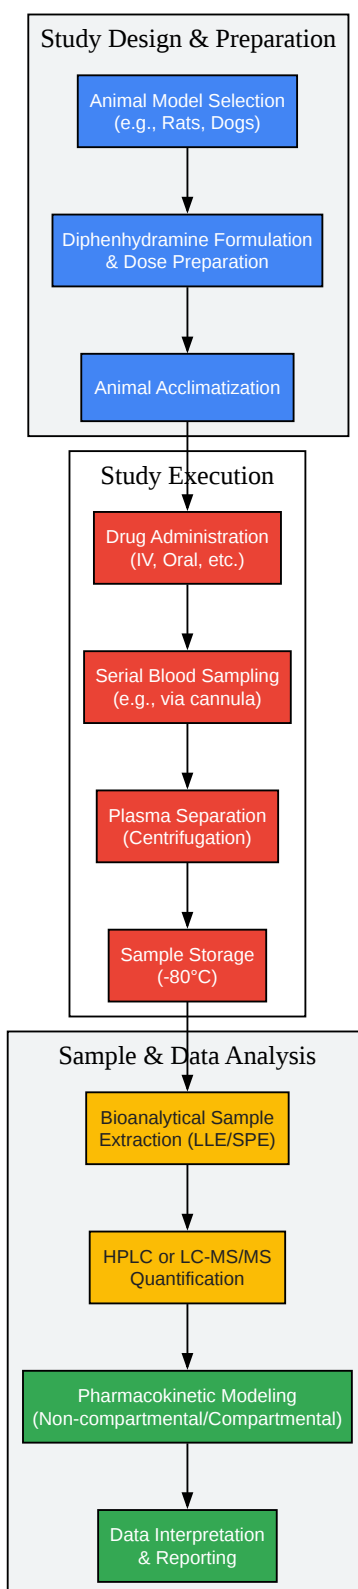 Study Design & Preparation
Animal Model Selection
(e.g., Rats, Dogs)
Diphenhydramine Formulation
& Dose Preparation
Animal Acclimatization
Study Execution
Drug Administration
(IV, Oral, etc.)
Serial Blood Sampling
(e.g., via cannula)
Plasma Separation
(Centrifugation)
Sample Storage
(-80°C)
Sample & Data Analysis
Bioanalytical Sample
Extraction (LLE/SPE)
HPLC or LC-MS/MS
Quantification
Pharmacokinetic Modeling
(Non-compartmental/Compartmental)
Data Interpretation
& Reporting